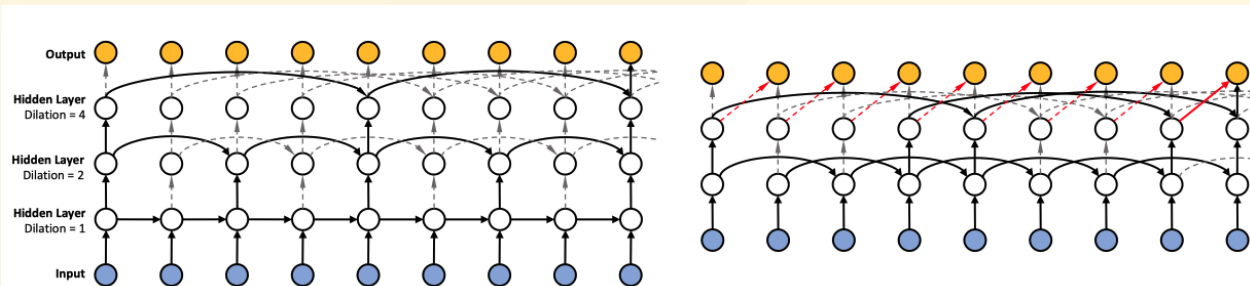 Output
Hidden Layer
Dilation = 4
Hidden Layer
Dilation = 2
Hidden Layer
Dilation = 1
Input